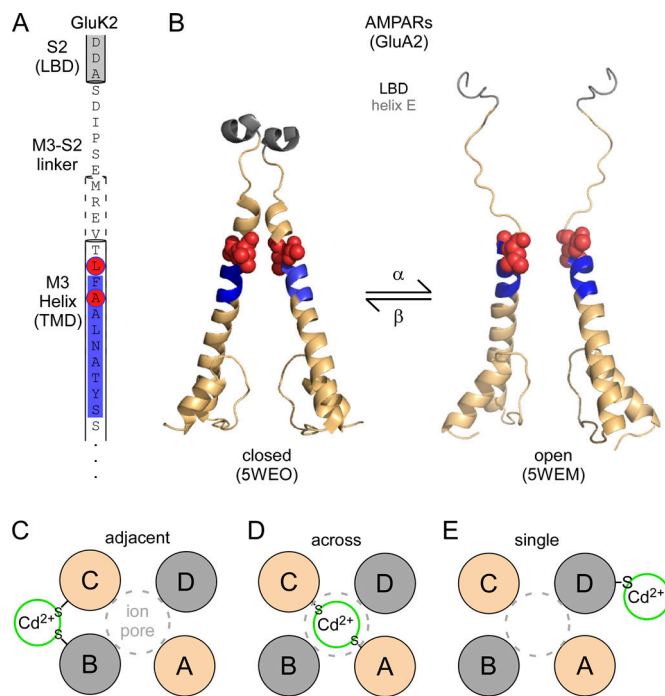 A
GluK2
S2
(LBD)
D
D
A
S
D
I
P
S
E
M
R
E
V
T
L
F
A
A
L
N
A
T
Y
S
S
.
.
.
M3-S2
linker
M3
Helix
(TMD)
B
AMPARs
(GluA2)
LBD
helix E
α
β
closed
(5WEO)
open
(5WEM)
C
adjacent
C
D
Cd2+
S
S
ion
pore
B
A
D
across
C
D
S
Cd2+
S
B
A
E
single
C
D
S
Cd2+
B
A